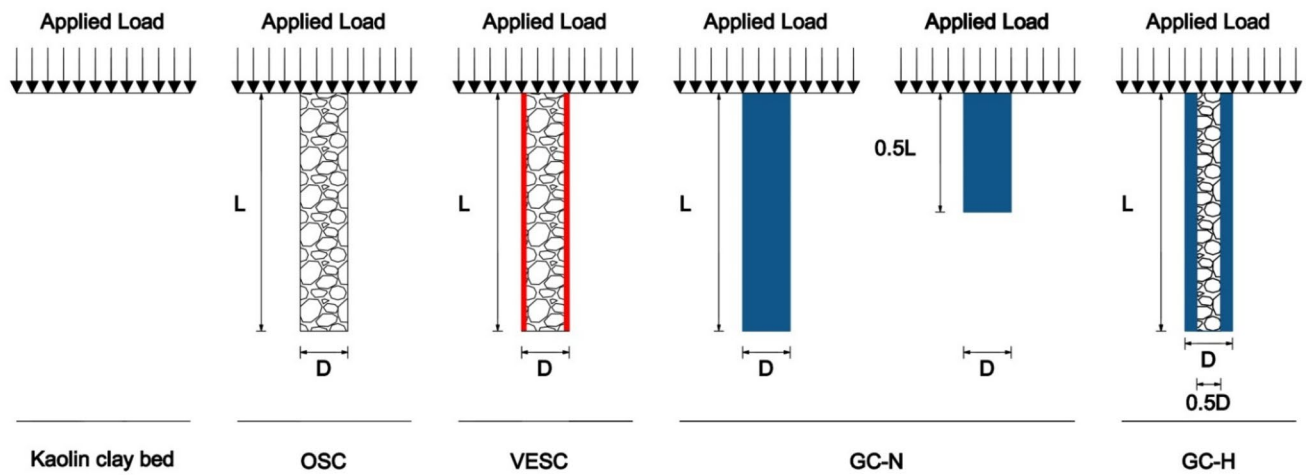 Applied Load
Applied Load
Applied Load
Applied Load
Applied Load
Applied Load
L
L
L
0.5L
L
D
D
D
D
D
0.5D
Kaolin clay bed
OSC
VESC
GC-N
GC-H